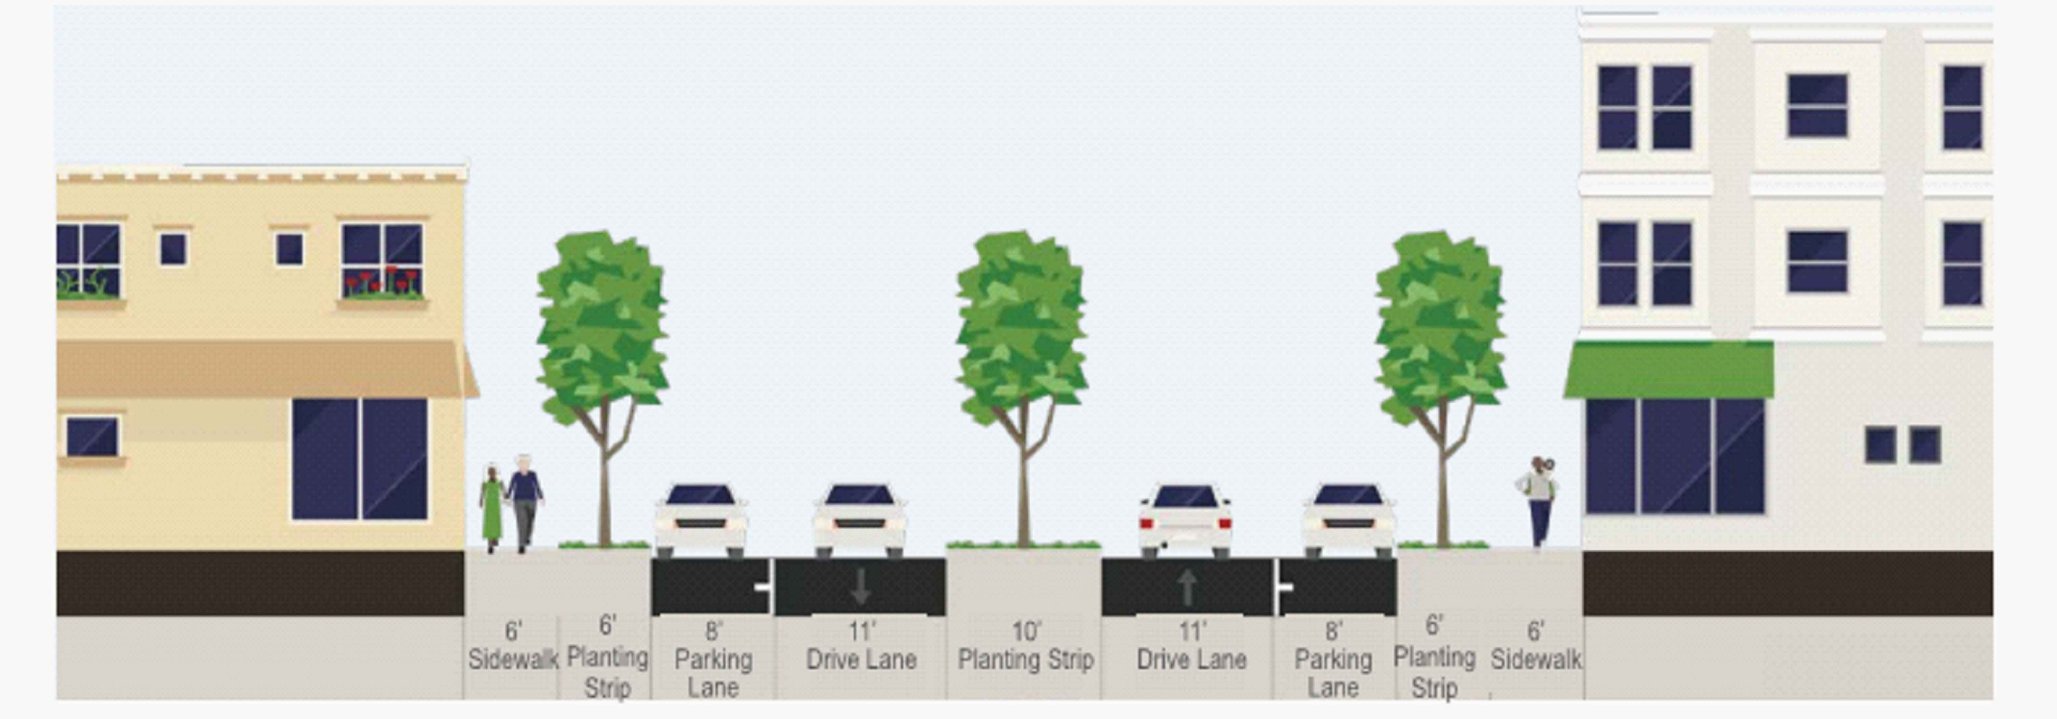 6'
Sidewalk
6'
Planting
Strip
8'
Parking
Lane
11'
Drive Lane
10'
Planting Strip
11'
Drive Lane
8'
Parking
Lane
6'
Planting
Strip
6'
Sidewalk